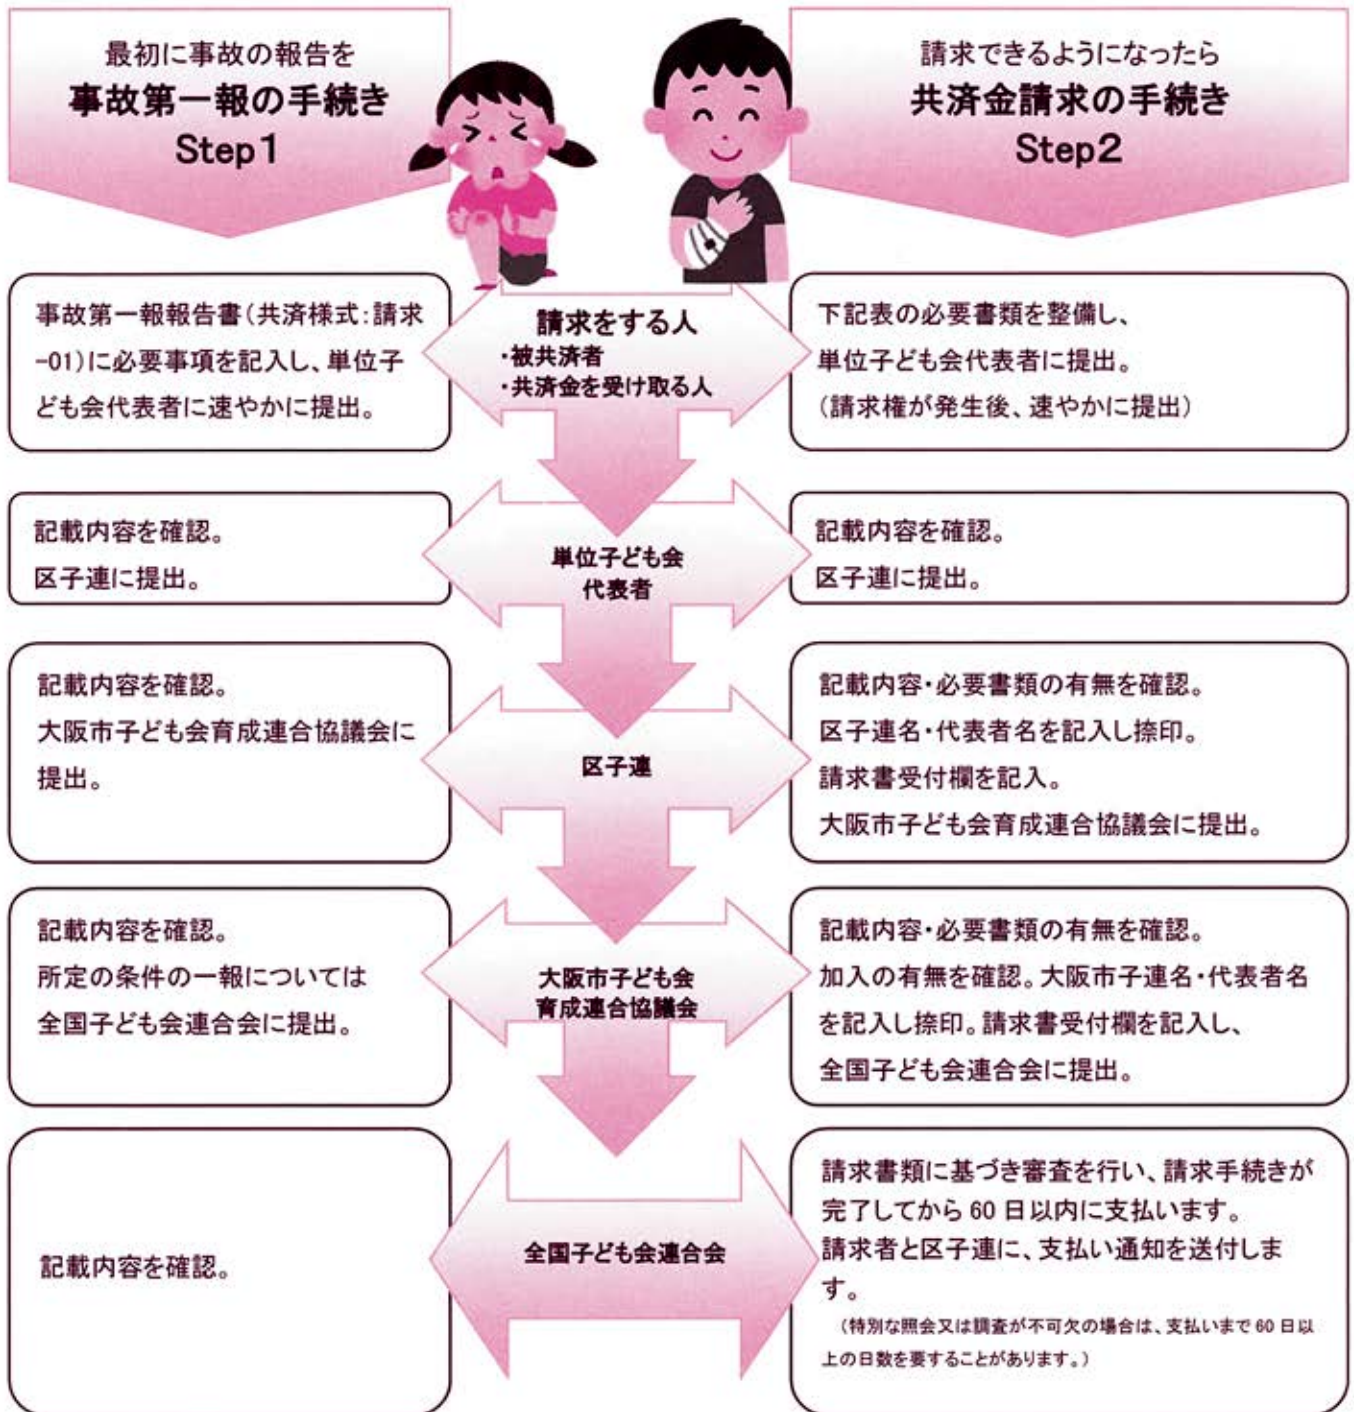 最初に事故の報告を
事故第一報の手続き
Step1
請求できるようになったら
共済金請求の手続き
Step2
事故第一報報告書(共済様式:請求
-01)に必要事項を記入し、単位子
ども会代表者に速やかに提出。
請求をする人
・被共済者
・共済金を受け取る人
下記表の必要書類を整備し、
単位子ども会代表者に提出。
(請求権が発生後、速やかに提出)
記載内容を確認。
区子連に提出。
単位子ども会
代表者
記載内容を確認。
区子連に提出。
記載内容を確認。
大阪市子ども会育成連合協議会に
提出。
区子連
記載内容・必要書類の有無を確認。
区子連名・代表者名を記入し捺印。
請求書受付欄を記入。
大阪市子ども会育成連合協議会に提出。
記載内容を確認。
所定の条件の一報については
全国子ども会連合会に提出。
大阪市子ども会
育成連合協議会
記載内容・必要書類の有無を確認。
加入の有無を確認。大阪市子連名・代表者名
を記入し捺印。請求書受付欄を記入し、
全国子ども会連合会に提出。
記載内容を確認。
全国子ども会連合会
請求書類に基づき審査を行い、請求手続きが
完了してから 60 日以内に支払います。
請求者と区子連に、支払い通知を送付しま
す。
(特別な照会又は調査が不可欠の場合は、支払いまで 60 日以
上の日数を要することがあります。)